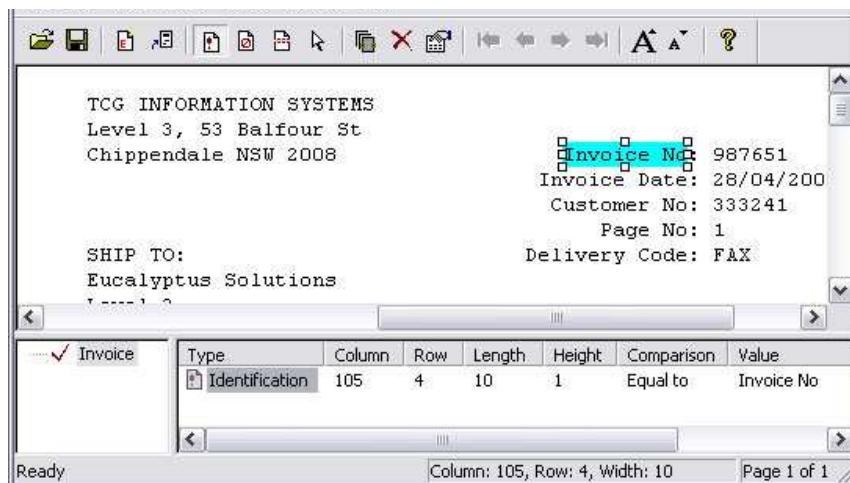 TCG INFORMATION SYSTEMS
Level 3, 53 Balfour St
Chippendale NSW 2008
Invoice No: 987651
Invoice Date: 28/04/200
Customer No: 333241
Page No: 1
SHIP TO:
Delivery Code: FAX
Eucalyptus Solutions
Invoice
Type Column Row Length Height Comparison Value
Identification 105 4 10 1 Equal to Invoice No
Ready
Column: 105, Row: 4, Width: 10
Page 1 of 1